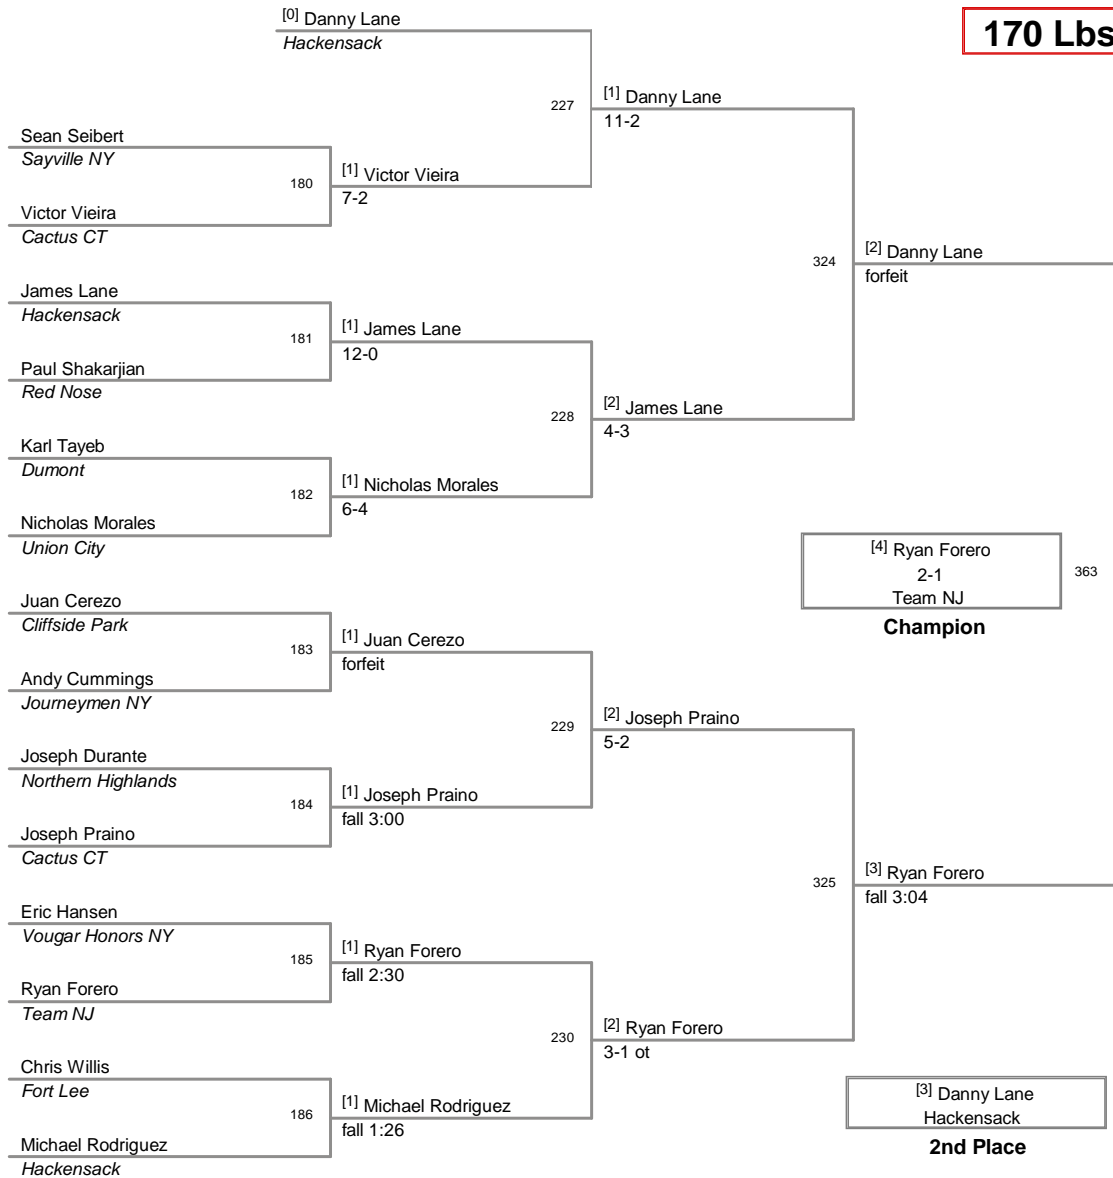 [0] Danny Lane
Hackensack
170 Lbs
227
[1] Danny Lane
11-2
Sean Seibert
Sayville NY
180
[1] Victor Vieira
7-2
Victor Vieira
Cactus CT
324
[2] Danny Lane
forfeit
James Lane
Hackensack
181
[1] James Lane
12-0
Paul Shakarjian
Red Nose
228
[2] James Lane
4-3
Karl Tayeb
Dumont
182
[1] Nicholas Morales
6-4
Nicholas Morales
Union City
[4] Ryan Forero
2-1
Team NJ
363
Champion
Juan Cerezo
Cliffside Park
183
[1] Juan Cerezo
forfeit
Andy Cummings
Journeymen NY
229
[2] Joseph Praino
5-2
Joseph Durante
Northern Highlands
184
[1] Joseph Praino
fall 3:00
Joseph Praino
Cactus CT
325
[3] Ryan Forero
fall 3:04
Eric Hansen
Vougar Honors NY
185
[1] Ryan Forero
fall 2:30
Ryan Forero
Team NJ
230
[2] Ryan Forero
3-1 ot
Chris Willis
Fort Lee
186
[1] Michael Rodriguez
fall 1:26
Michael Rodriguez
Hackensack
[3] Danny Lane
Hackensack
2nd Place